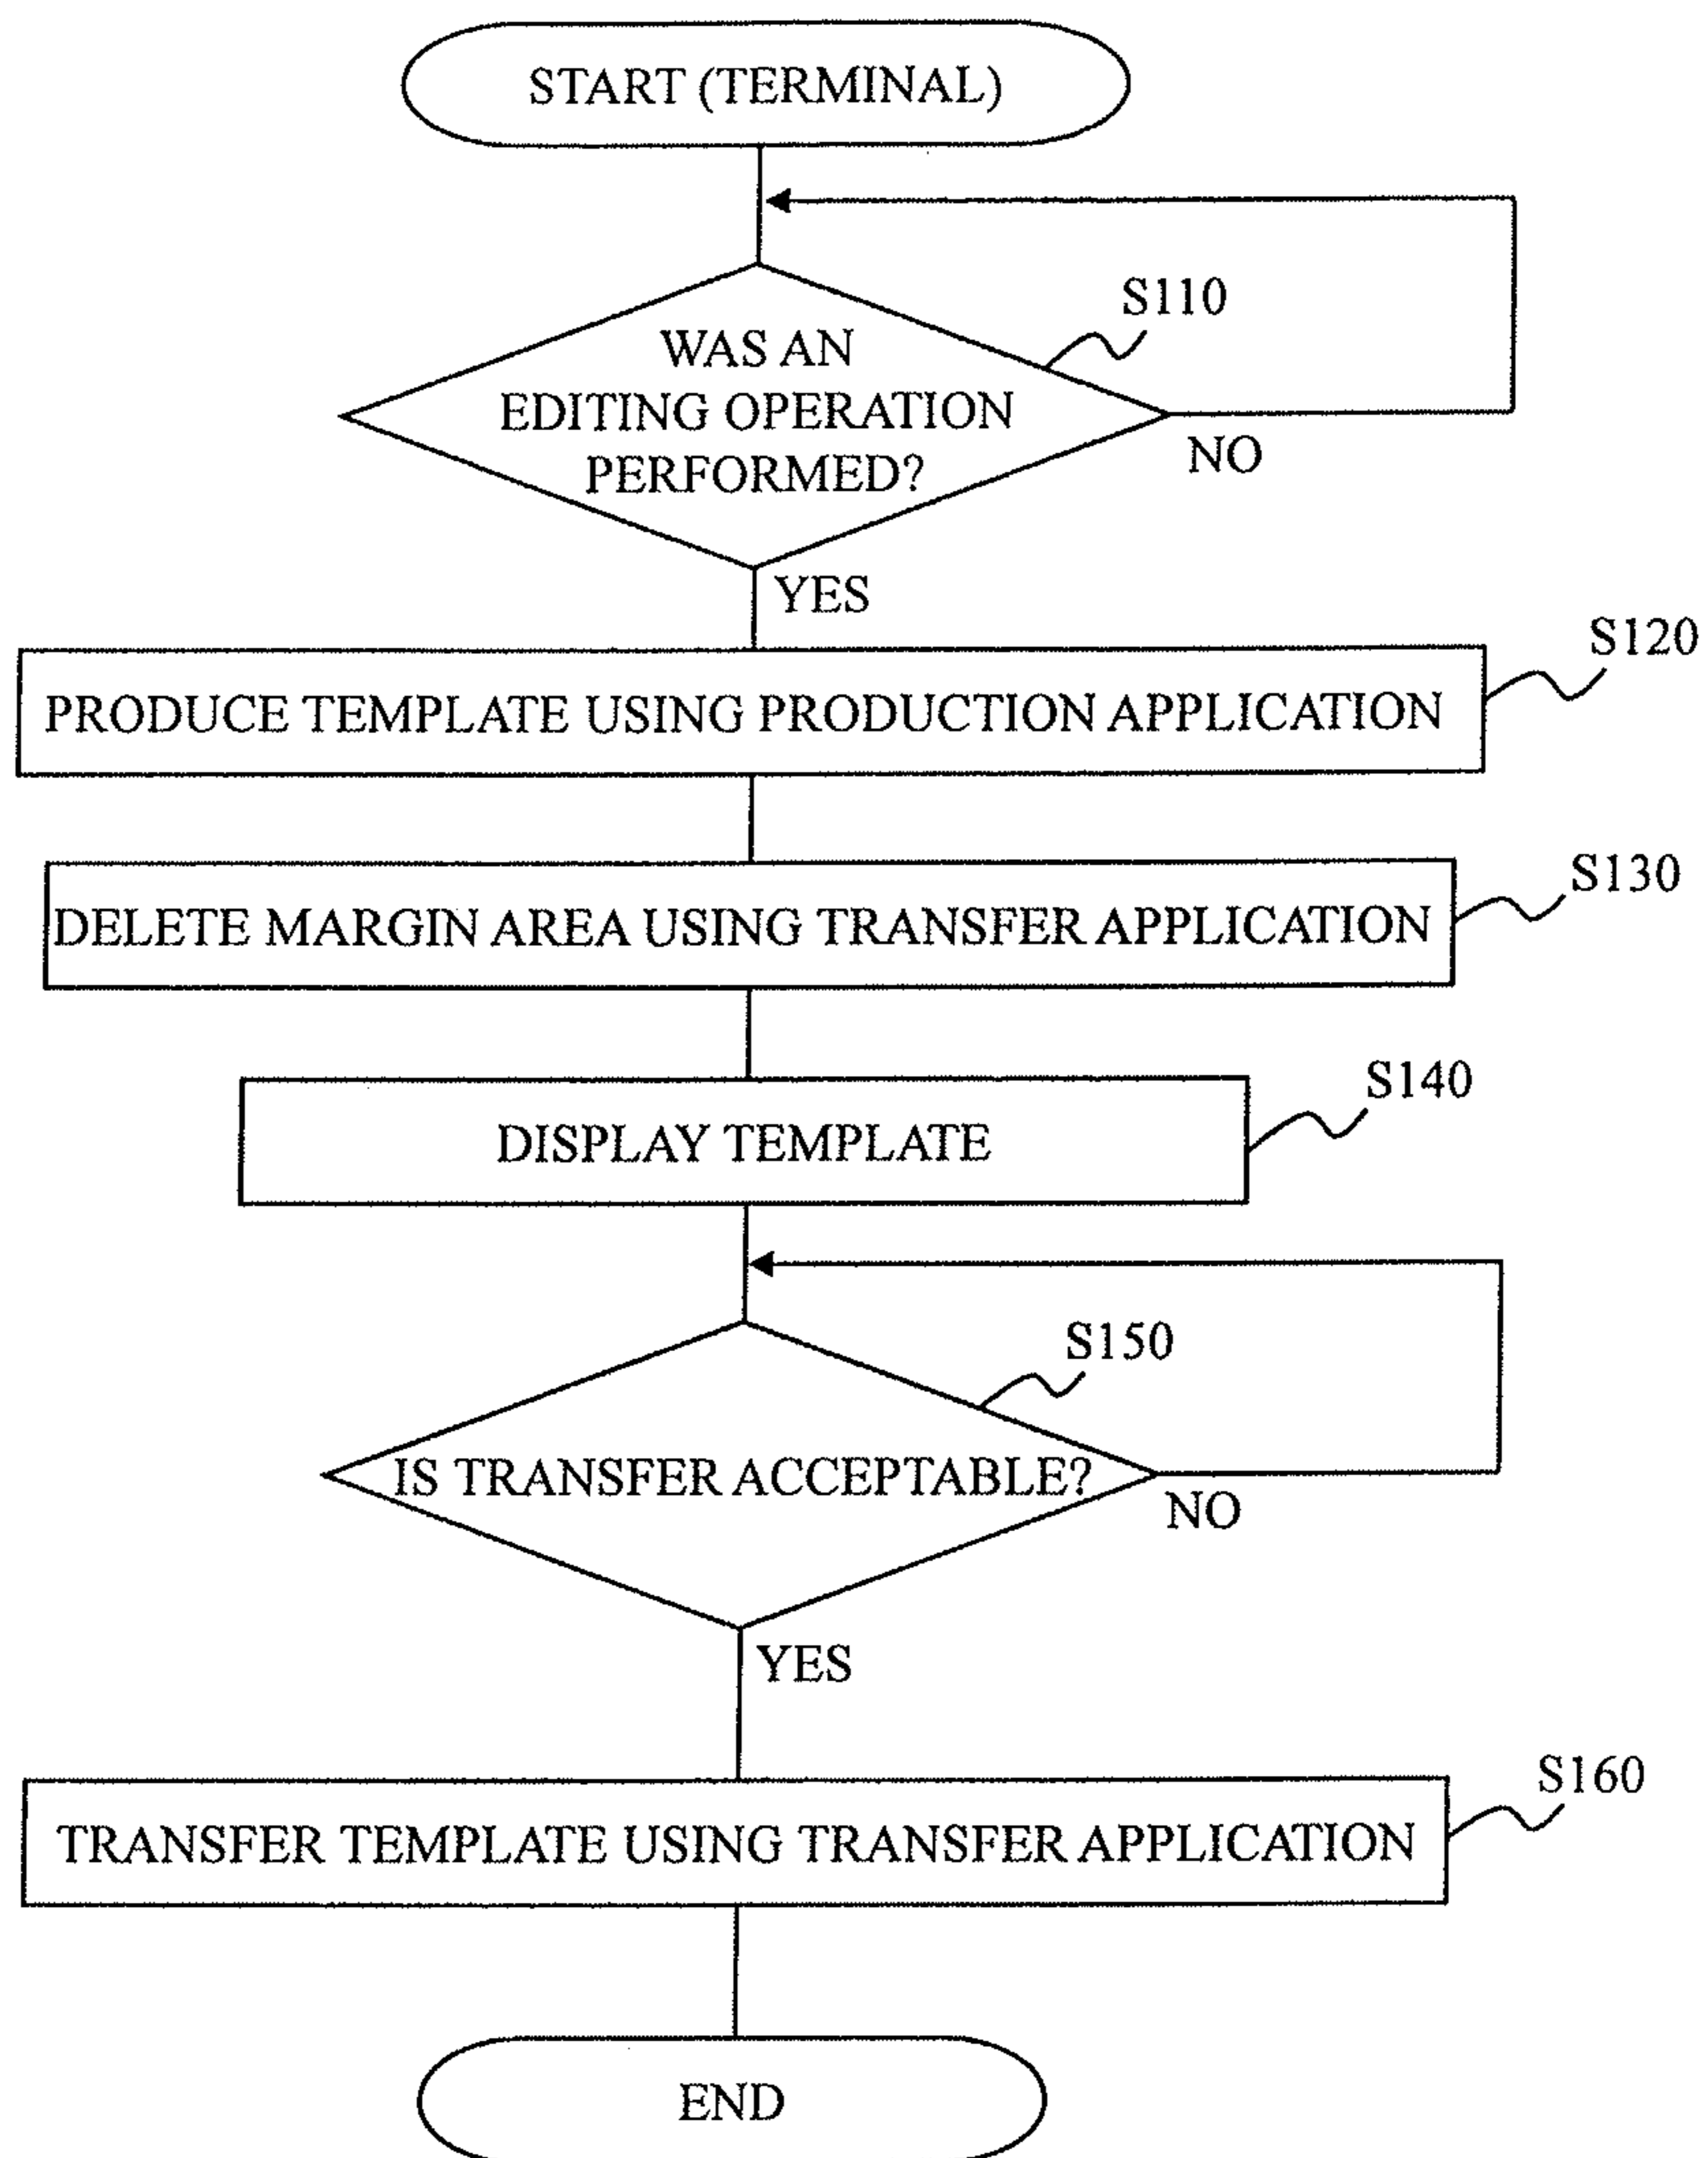 START (TERMINAL)
S110
WAS AN
EDITING OPERATION
PERFORMED?
NO
YES
S120
PRODUCE TEMPLATE USING PRODUCTION APPLICATION
S130
DELETE MARGIN AREA USING TRANSFER APPLICATION
S140
DISPLAY TEMPLATE
S150
IS TRANSFER ACCEPTABLE?
NO
YES
S160
TRANSFER TEMPLATE USING TRANSFER APPLICATION
END